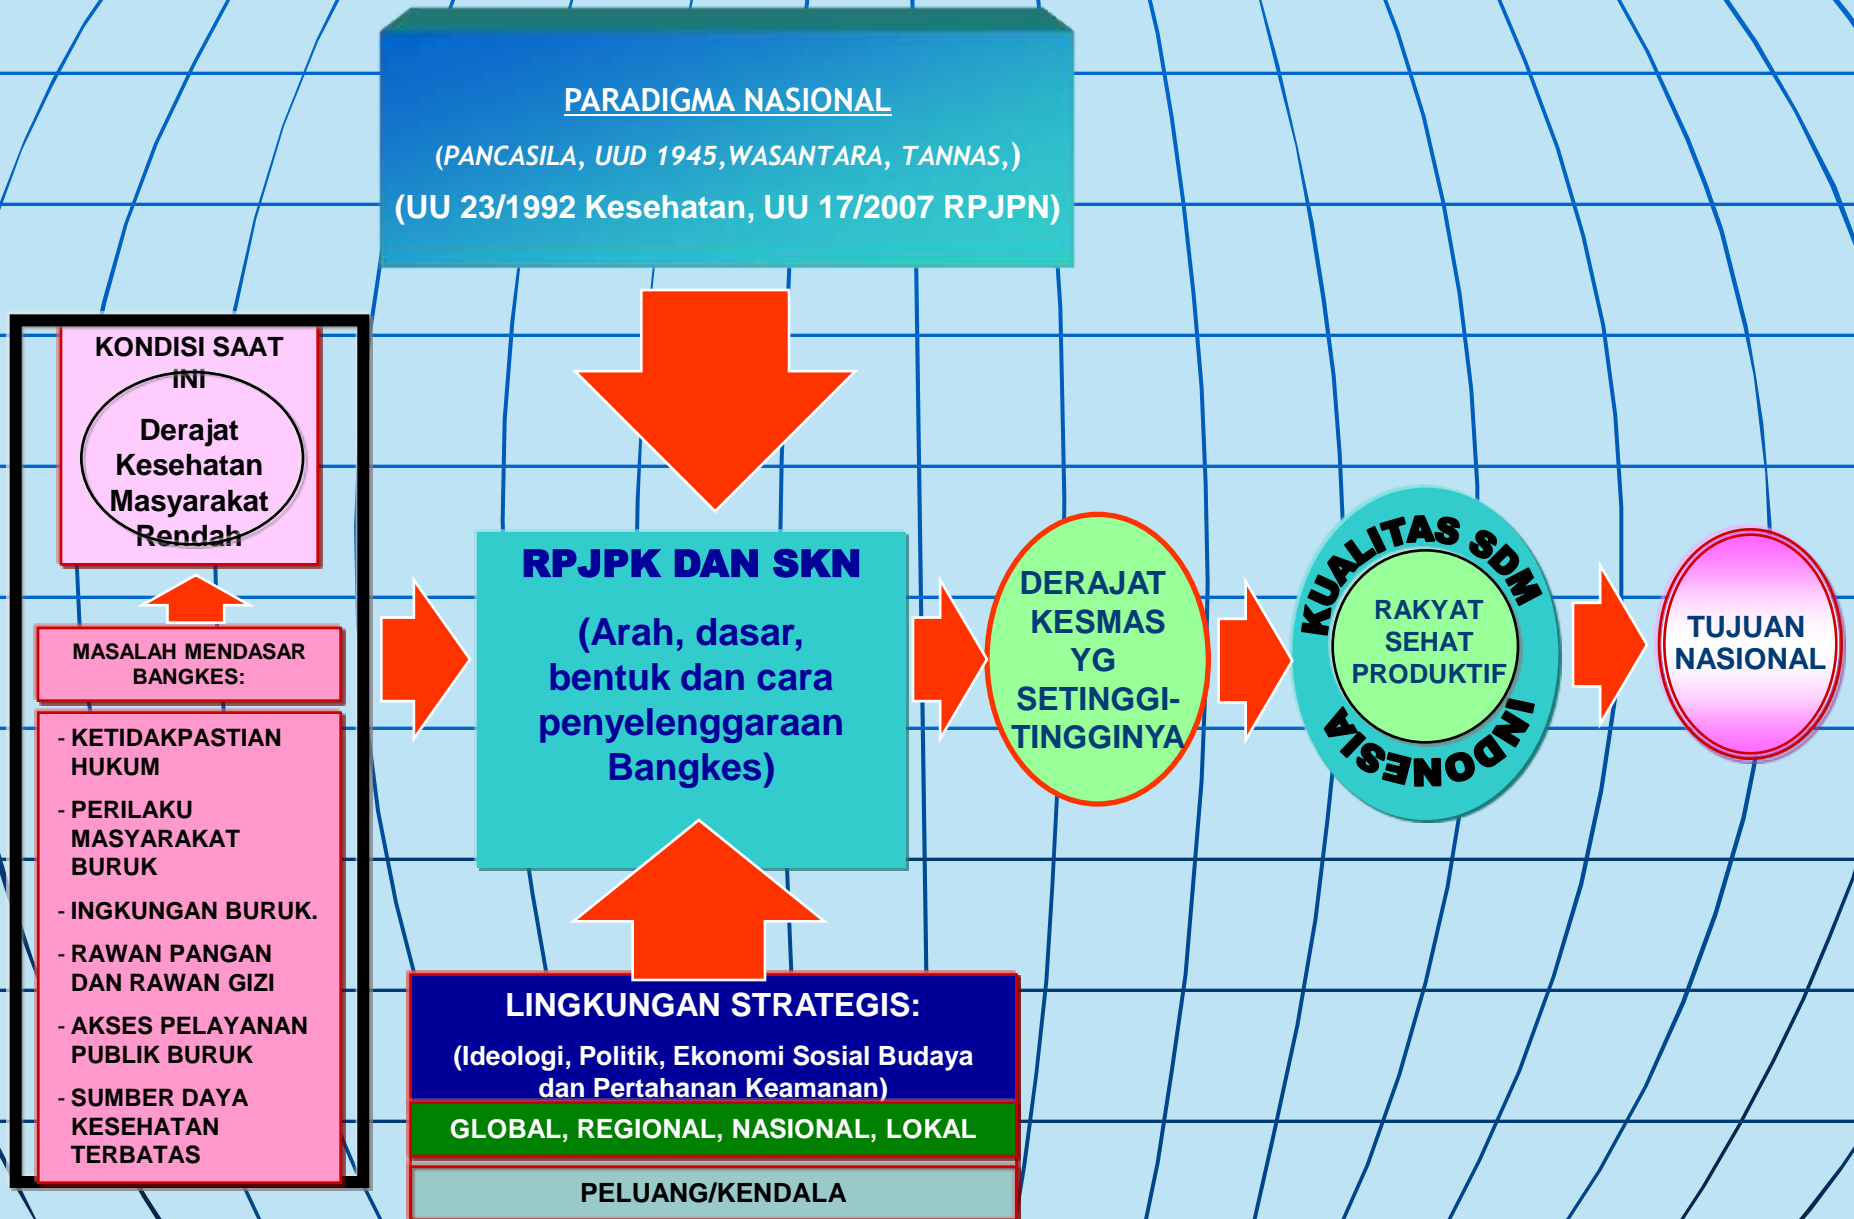 PARADIGMA NASIONAL
(PANCASILA, UUD 1945,WASANTARA, TANNAS,)
(UU 23/1992 Kesehatan, UU 17/2007 RPJPN)
KONDISI SAAT
INI
Derajat
Kesehatan
Masyarakat
Rendah
MASALAH MENDASAR
BANGKES:
- KETIDAKPASTIAN
HUKUM
- PERILAKU
MASYARAKAT
BURUK
- INGKUNGAN BURUK.
- RAWAN PANGAN
DAN RAWAN GIZI
- AKSES PELAYANAN
PUBLIK BURUK
- SUMBER DAYA
KESEHATAN
TERBATAS
RPJPK DAN SKN
(Arah, dasar,
bentuk dan cara
penyelenggaraan
Bangkes)
LINGKUNGAN STRATEGIS:
(Ideologi, Politik, Ekonomi Sosial Budaya
dan Pertahanan Keamanan)
GLOBAL, REGIONAL, NASIONAL, LOKAL
PELUANG/KENDALA
DERAJAT
KESMAS
YG
SETINGGI-
TINGGINYA
KUALITAS SDM
RAKYAT
SEHAT
PRODUKTIF
INDONESIA
TUJUAN
NASIONAL